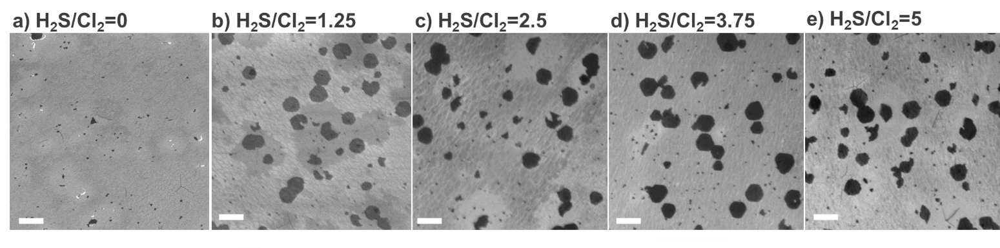 a) H₂S/Cl₂=0
b) H₂S/Cl₂=1.25
c) H₂S/Cl₂=2.5
d) H₂S/Cl₂=3.75
e) H₂S/Cl₂=5